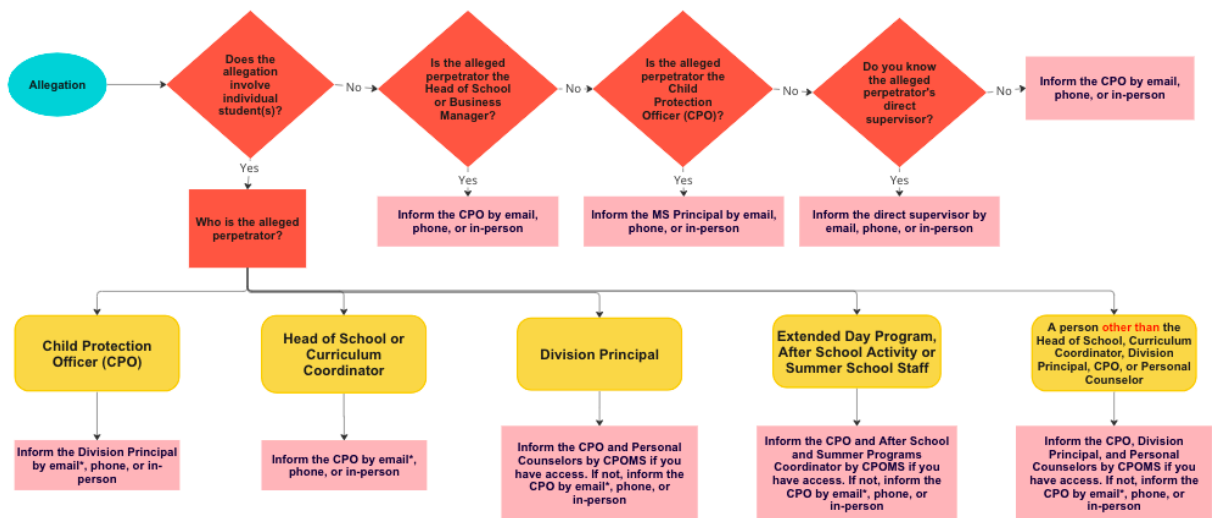 Allegation
Does the
allegation
involve
individual
student(s)?
No
Is the alleged
perpetrator the
Head of School
or Business
Manager?
No
Is the alleged
perpetrator the
Child
Protection
Officer (CPO)?
No
Do you know
the alleged
perpetrator's
direct
supervisor?
No
Inform the CPO by email,
phone, or in-person
Yes
Yes
Yes
Yes
Who is the alleged
perpetrator?
Inform the CPO by email,
phone, or in-person
Inform the MS Principal by email,
phone, or in-person
Inform the direct supervisor by
email, phone, or in-person
Child Protection
Officer (CPO)
Head of School or
Curriculum
Coordinator
Division Principal
Extended Day Program,
After School Activity or
Summer School Staff
A person other than the
Head of School, Curriculum
Coordinator, Division
Principal, CPO, or Personal
Counselor
Inform the Division Principal
by email*, phone, or in-
person
Inform the CPO by email*,
phone, or in-person
Inform the CPO and Personal
Counselors by CPOMS if you
have access. If not, inform the
CPO by email*, phone, or
in-person
Inform the CPO and After School
and Summer Programs
Coordinator by CPOMS if you
have access. If not, inform the
CPO by email*, phone, or
in-person
Inform the CPO, Division
Principal, and Personal
Counselors by CPOMS if you
have access. If not, inform the
CPO by email*, phone, or
in-person